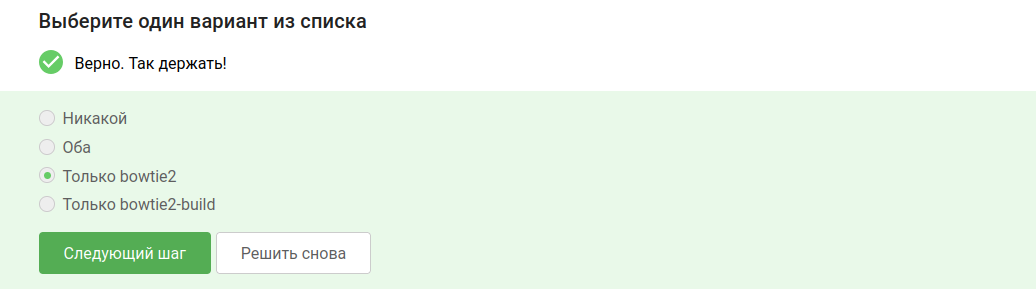 Выберите один вариант из списка
Верно. Так держать!
Никакой
Оба
Только bowtie2
Только bowtie2-build
Следующий шаг
Решить снова